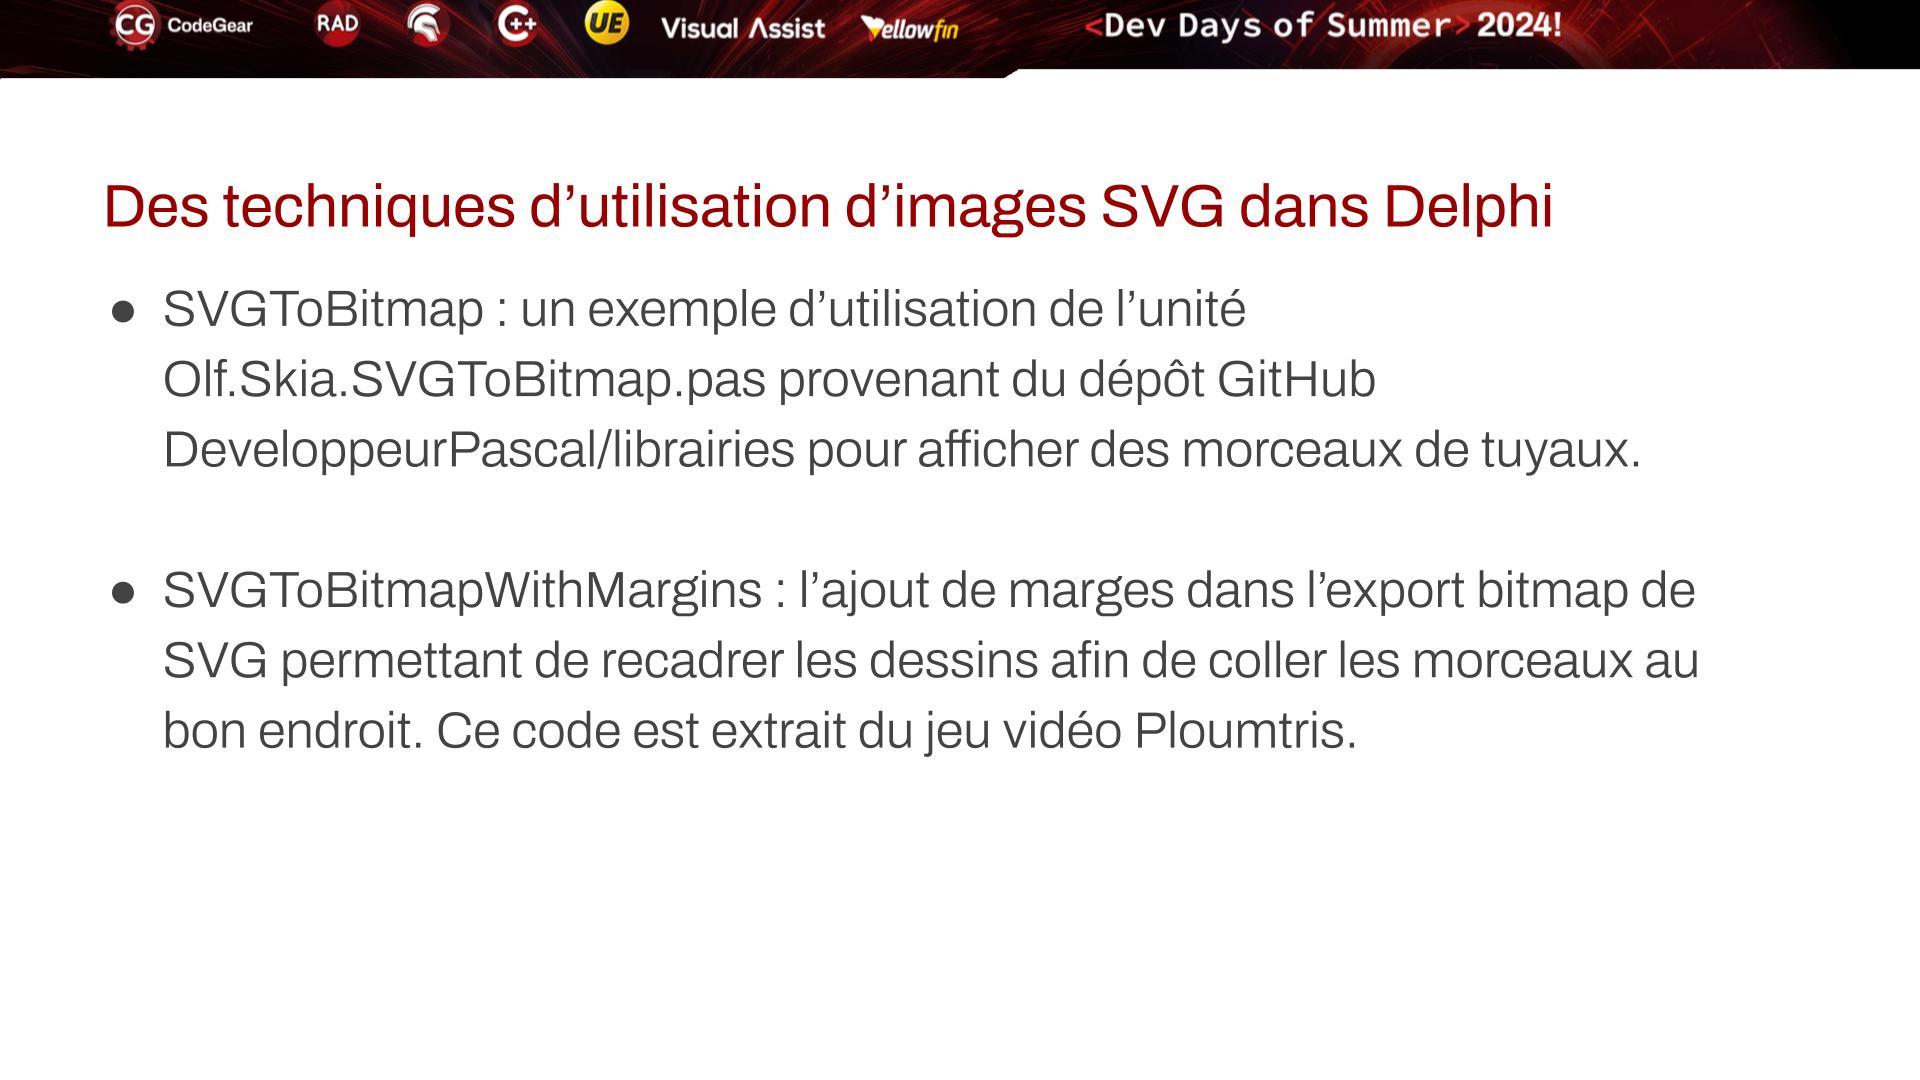 CG CodeGear RAD C++ UE Visual Assist Yellowfin <Dev Days of Summer> 2024!
Des techniques d’utilisation d’images SVG dans Delphi
● SVGToBitmap : un exemple d’utilisation de l’unité
Olf.Skia.SVGToBitmap.pas provenant du dépôt GitHub
DeveloppeurPascal/librairies pour afficher des morceaux de tuyaux.
● SVGToBitmapWithMargins : l’ajout de marges dans l’export bitmap de
SVG permettant de recadrer les dessins afin de coller les morceaux au
bon endroit. Ce code est extrait du jeu vidéo Ploumtris.